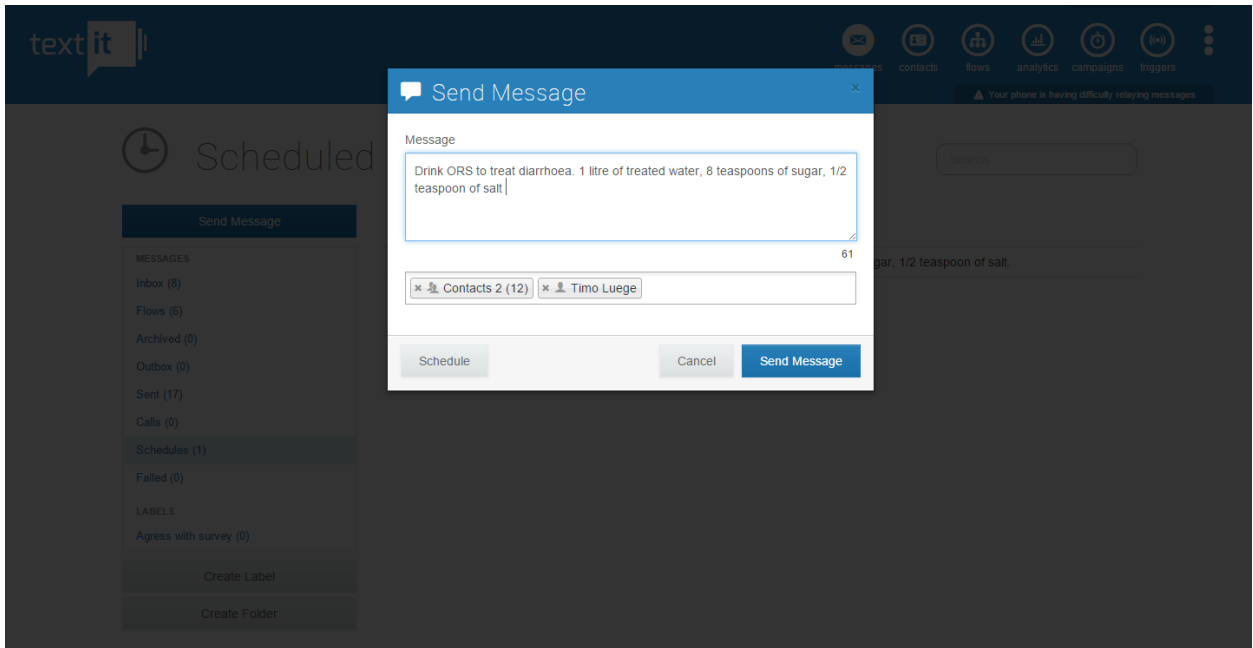 text it
messages contacts flows analytics campaigns triggers
Your phone is having difficulty relaying messages
Send Message
×
Scheduled
Search
Message
Drink ORS to treat diarrhoea. 1 litre of treated water, 8 teaspoons of sugar, 1/2
teaspoon of salt
61
× Contacts 2 (12) × Timo Luege
Schedule Cancel Send Message
Send Message
MESSAGES
Inbox (8)
Flows (6)
Archived (0)
Outbox (0)
Sent (17)
Calls (0)
Schedules (1)
Failed (0)
LABELS
Agress with survey (0)
Create Label
Create Folder
gar, 1/2 teaspoon of salt.